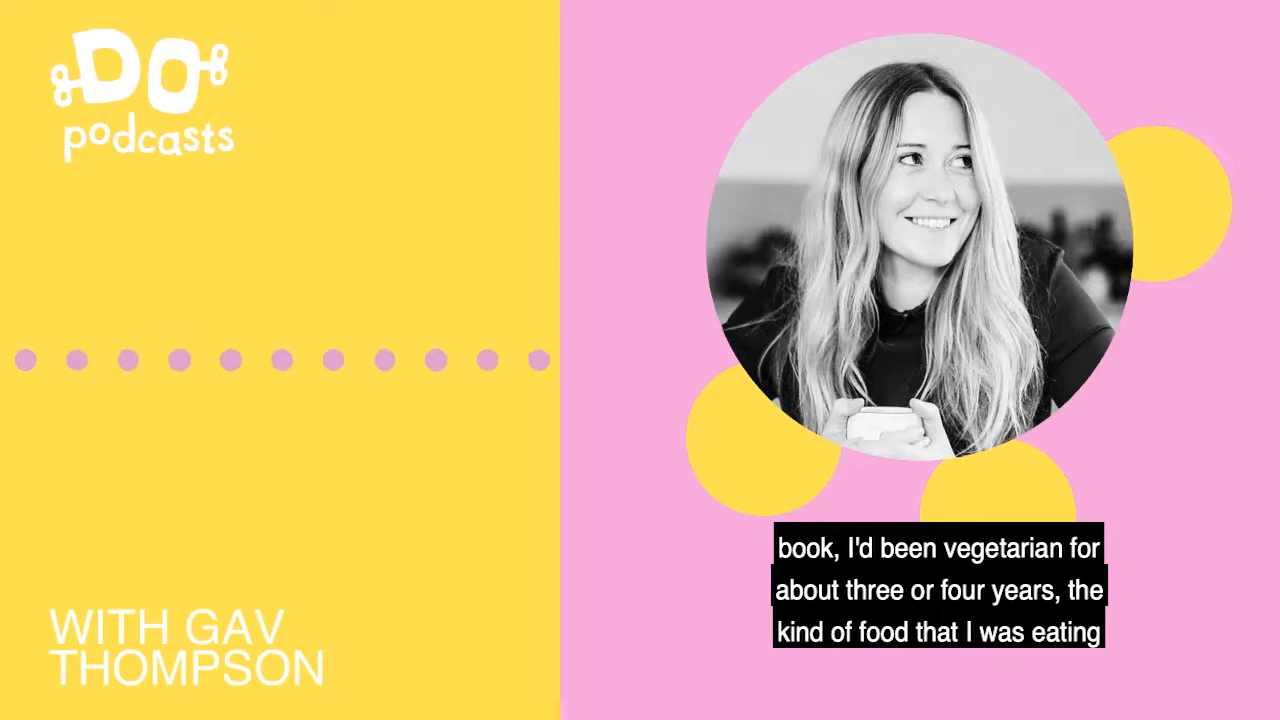 DO
podcasts
WITH GAV
THOMPSON
book, I'd been vegetarian for
about three or four years, the
kind of food that I was eating